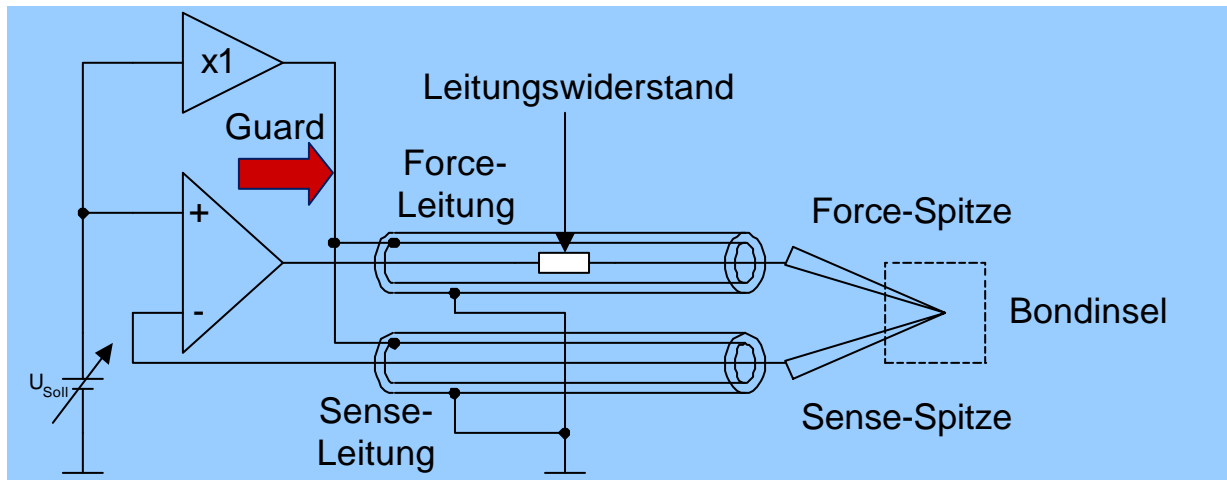 x1
Leitungswiderstand
Guard
Force-
Leitung
Force-Spitze
+
-
Bondinsel
USoll
Sense-
Leitung
Sense-Spitze